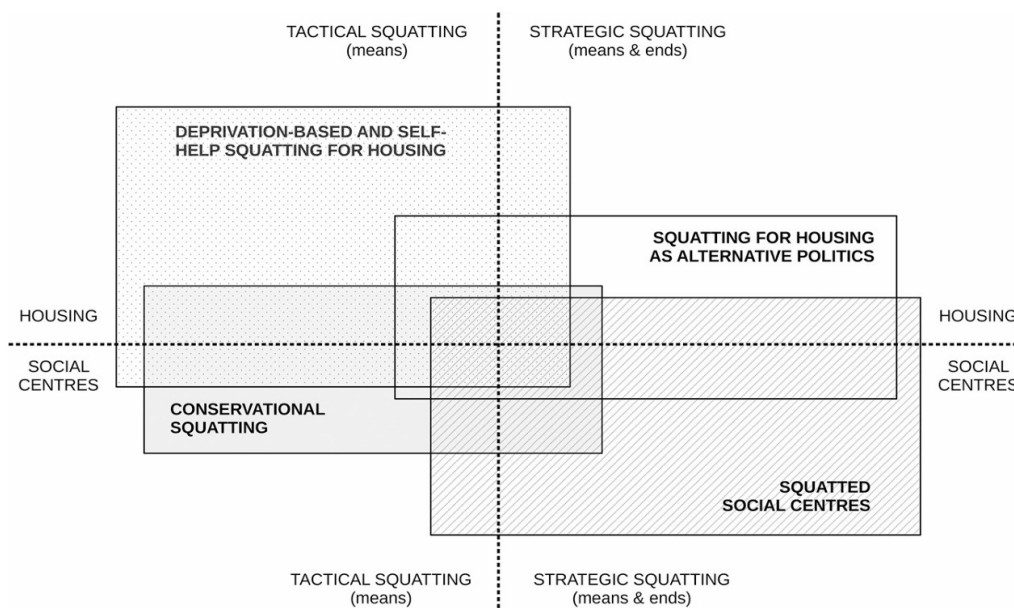 TACTICAL SQUATTING
(means)
STRATEGIC SQUATTING
(means & ends)
DEPRIVATION-BASED AND SELF-
HELP SQUATTING FOR HOUSING
SQUATTING FOR HOUSING
AS ALTERNATIVE POLITICS
HOUSING
HOUSING
SOCIAL
CENTRES
SOCIAL
CENTRES
CONSERVATIONAL
SQUATTING
SQUATTED
SOCIAL CENTRES
TACTICAL SQUATTING
(means)
STRATEGIC SQUATTING
(means & ends)